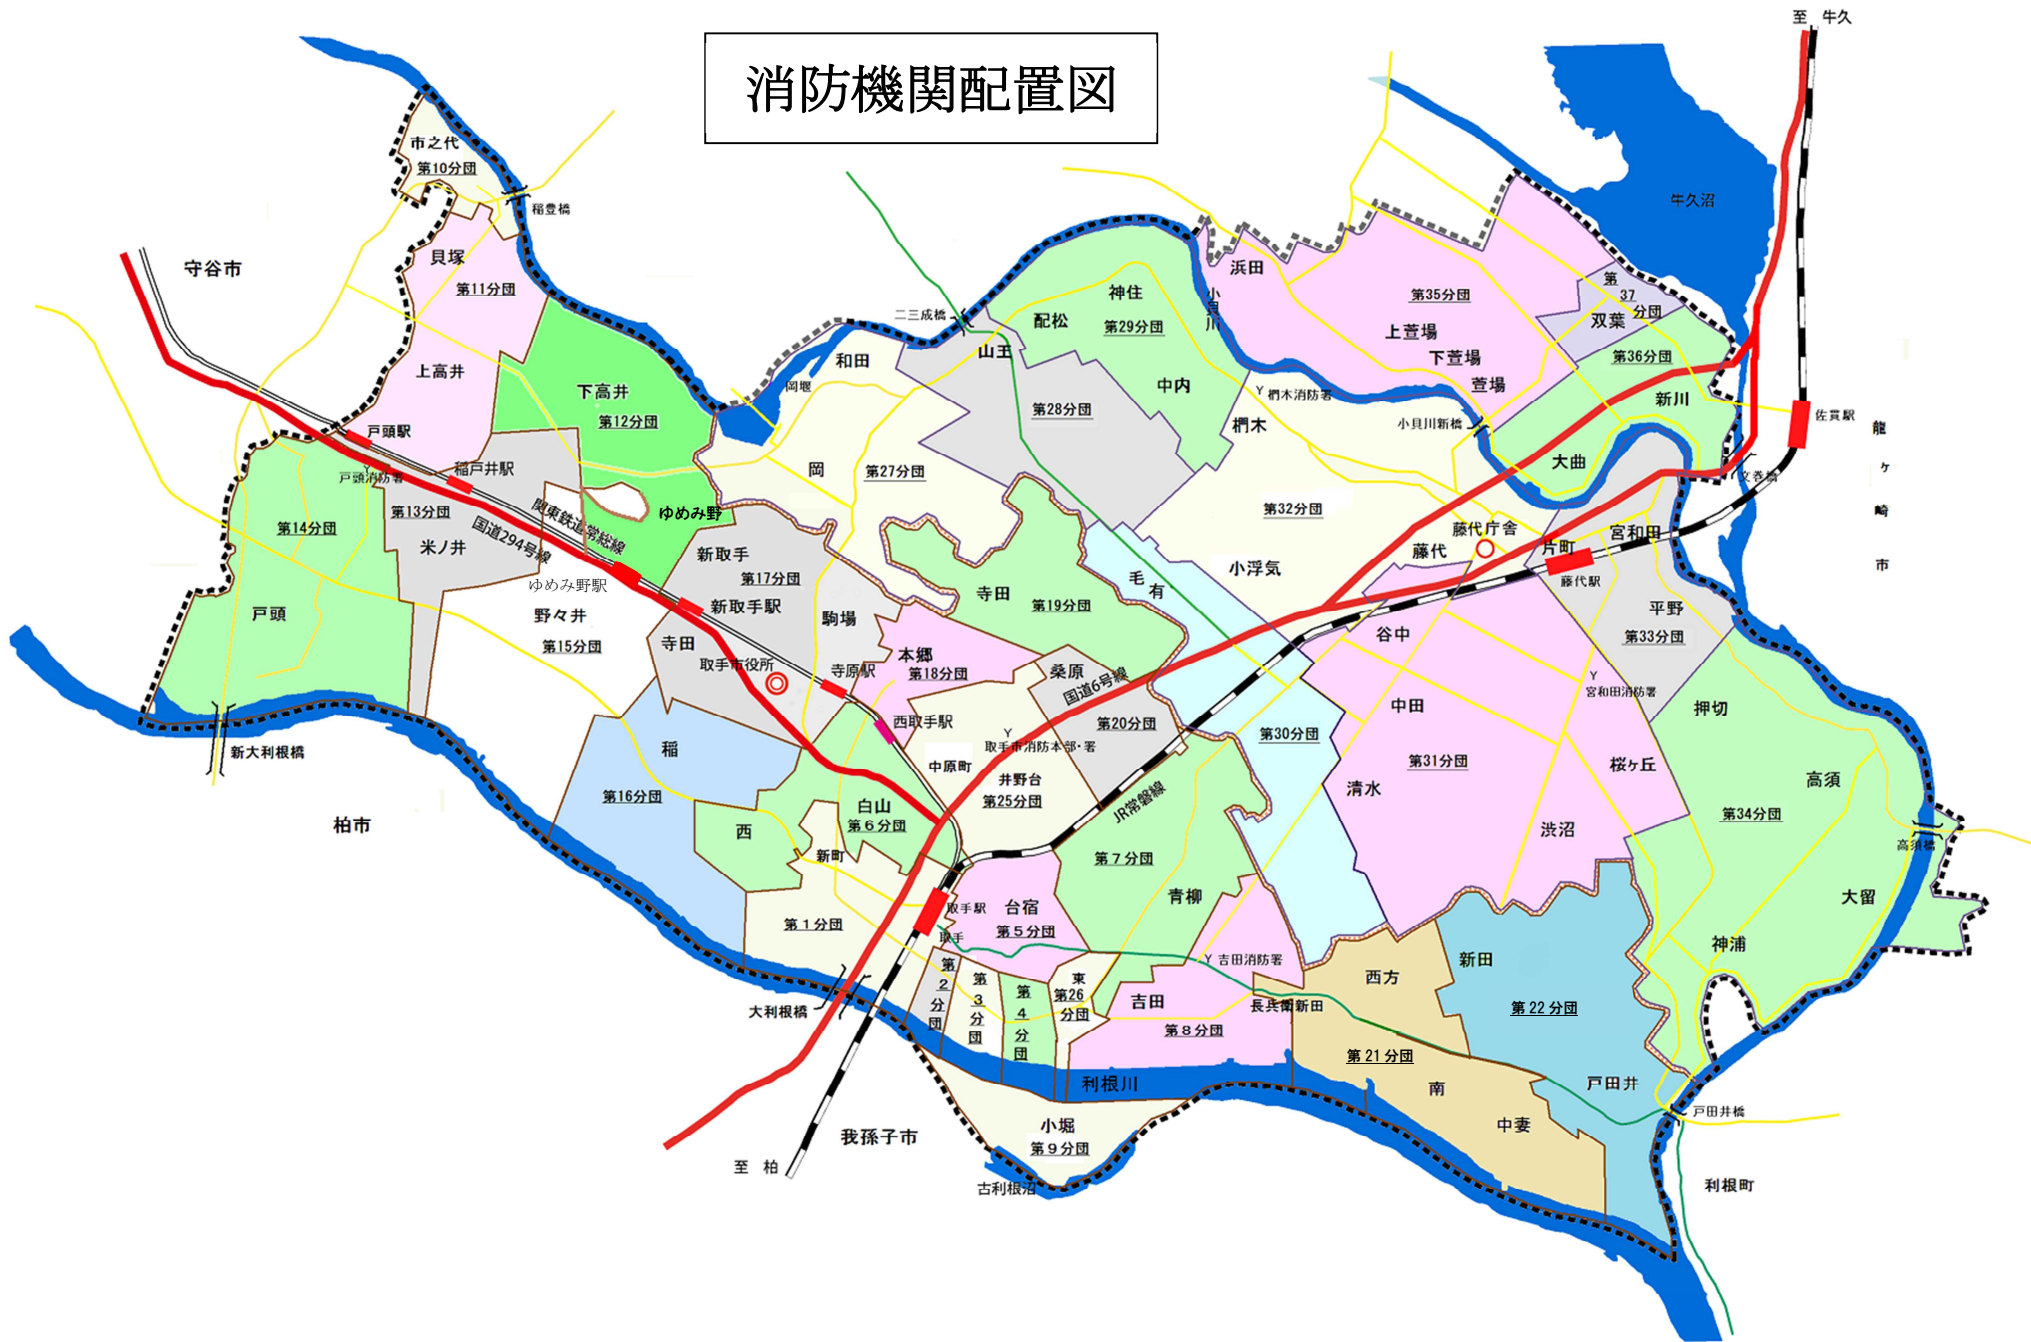 至 牛久
消防機関配置図
市之代
第10分団
稲豊橋
牛久沼
守谷市
貝塚
第11分団
浜田
小貝川
第35分団
第37分団
双葉
神住
配松
第29分団
二三成橋
山王
上萱場
下萱場
萱場
第36分団
新川
和田
岡堰
上高井
下高井
第12分団
中内
第28分団
椚木消防署
椚木
小貝川新橋
佐貫駅
龍ヶ崎市
戸頭駅
戸頭消防署
稲戸井駅
岡
第27分団
大曲
文巻橋
第14分団
第13分団
米ノ井
国道294号線
関東鉄道常総線
ゆめみ野
第32分団
藤代庁舎
藤代
片町
宮和田
藤代駅
新取手
第17分団
新取手駅
ゆめみ野駅
毛有
小浮気
寺田
第19分団
戸頭
野々井
第15分団
駒場
平野
第33分団
谷中
寺田
取手市役所
寺原駅
本郷
第18分団
桑原
国道6号線
第20分団
宮和田消防署
押切
中田
新大利根橋
稲
西取手駅
取手市消防本部・署
中原町
井野台
第25分団
第30分団
第31分団
桜ヶ丘
高須
清水
JR常磐線
第16分団
白山
第６分団
西
新町
柏市
渋沼
第34分団
高須橋
第７分団
青柳
大留
第１分団
取手駅
取手
台宿
第５分団
神浦
吉田消防署
西方
新田
第２分団
第３分団
第４分団
東
第26分団
吉田
第８分団
長兵衛新田
第22分団
大利根橋
第21分団
利根川
南
戸田井
戸田井橋
中妻
小堀
第９分団
我孫子市
至 柏
古利根沼
利根町